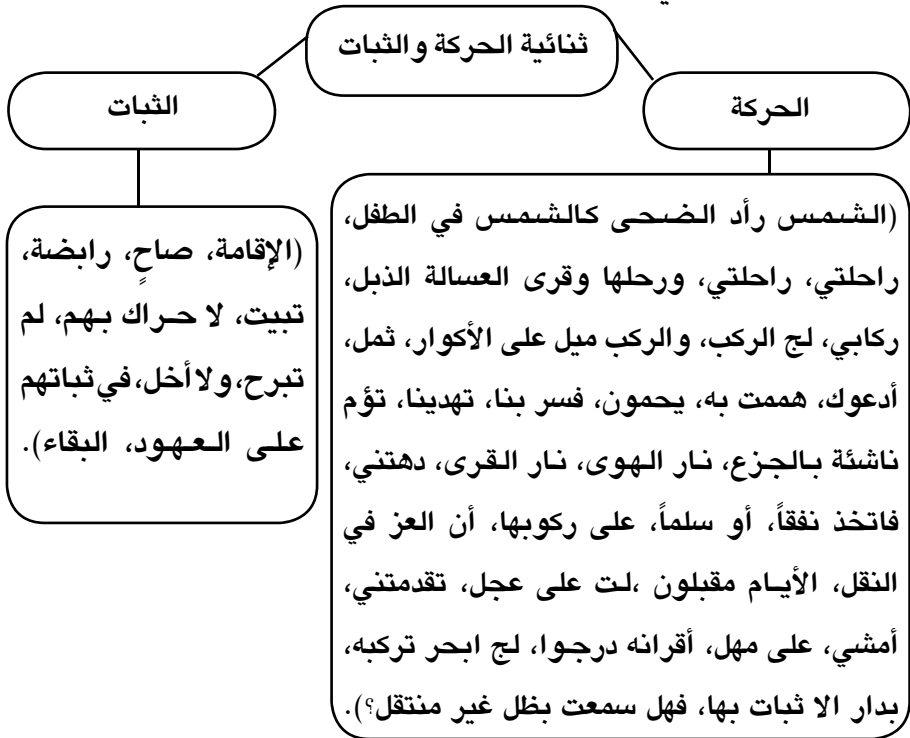 ثنائية الحركة والثبات
الحركة
(الشمس رأد الضحى كالشمس في الطفل،
راحلتي، راحلتي، ورحلها وقرى العسالة الذبل،
ركابي، لج الركب، والركب ميل على الأكوار، ثمل،
أدعوك، هممت به، يحمون، فسر بنا، تهدينا، تؤم
ناشئة بالجزع، نار الهوى، نار القرى، دهتني،
فاتخذ نفقاً، أو سلماً، على ركوبها، أن العز في
النقل، الأيام مقبلون ،لت على عجل، تقدمتني،
أمشي، على مهل، أقرانه درجوا، لج ابحر تركبه،
بدار الا ثبات بها، فهل سمعت بظل غير منتقل؟).
الثبات
(الإقامة، صاحٍ، رابضة،
تبيت، لا حراك بهم، لم
تبرح، ولا أخل، في ثباتهم
على العهود، البقاء).